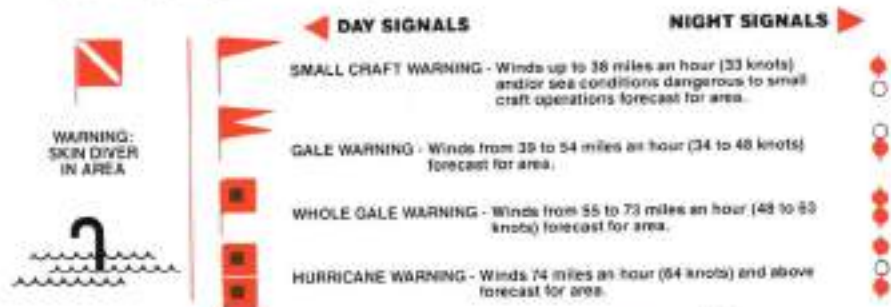 DAY SIGNALS
NIGHT SIGNALS
WARNING:
SKIN DIVER
IN AREA
SMALL CRAFT WARNING - Winds up to 38 miles an hour (33 knots)
and/or sea conditions dangerous to small
craft operations forecast for area.
GALE WARNING - Winds from 39 to 54 miles an hour (34 to 48 knots)
forecast for area.
WHOLE GALE WARNING - Winds from 55 to 73 miles an hour (48 to 63
knots) forecast for area.
HURRICANE WARNING - Winds 74 miles an hour (64 knots) and above
forecast for area.